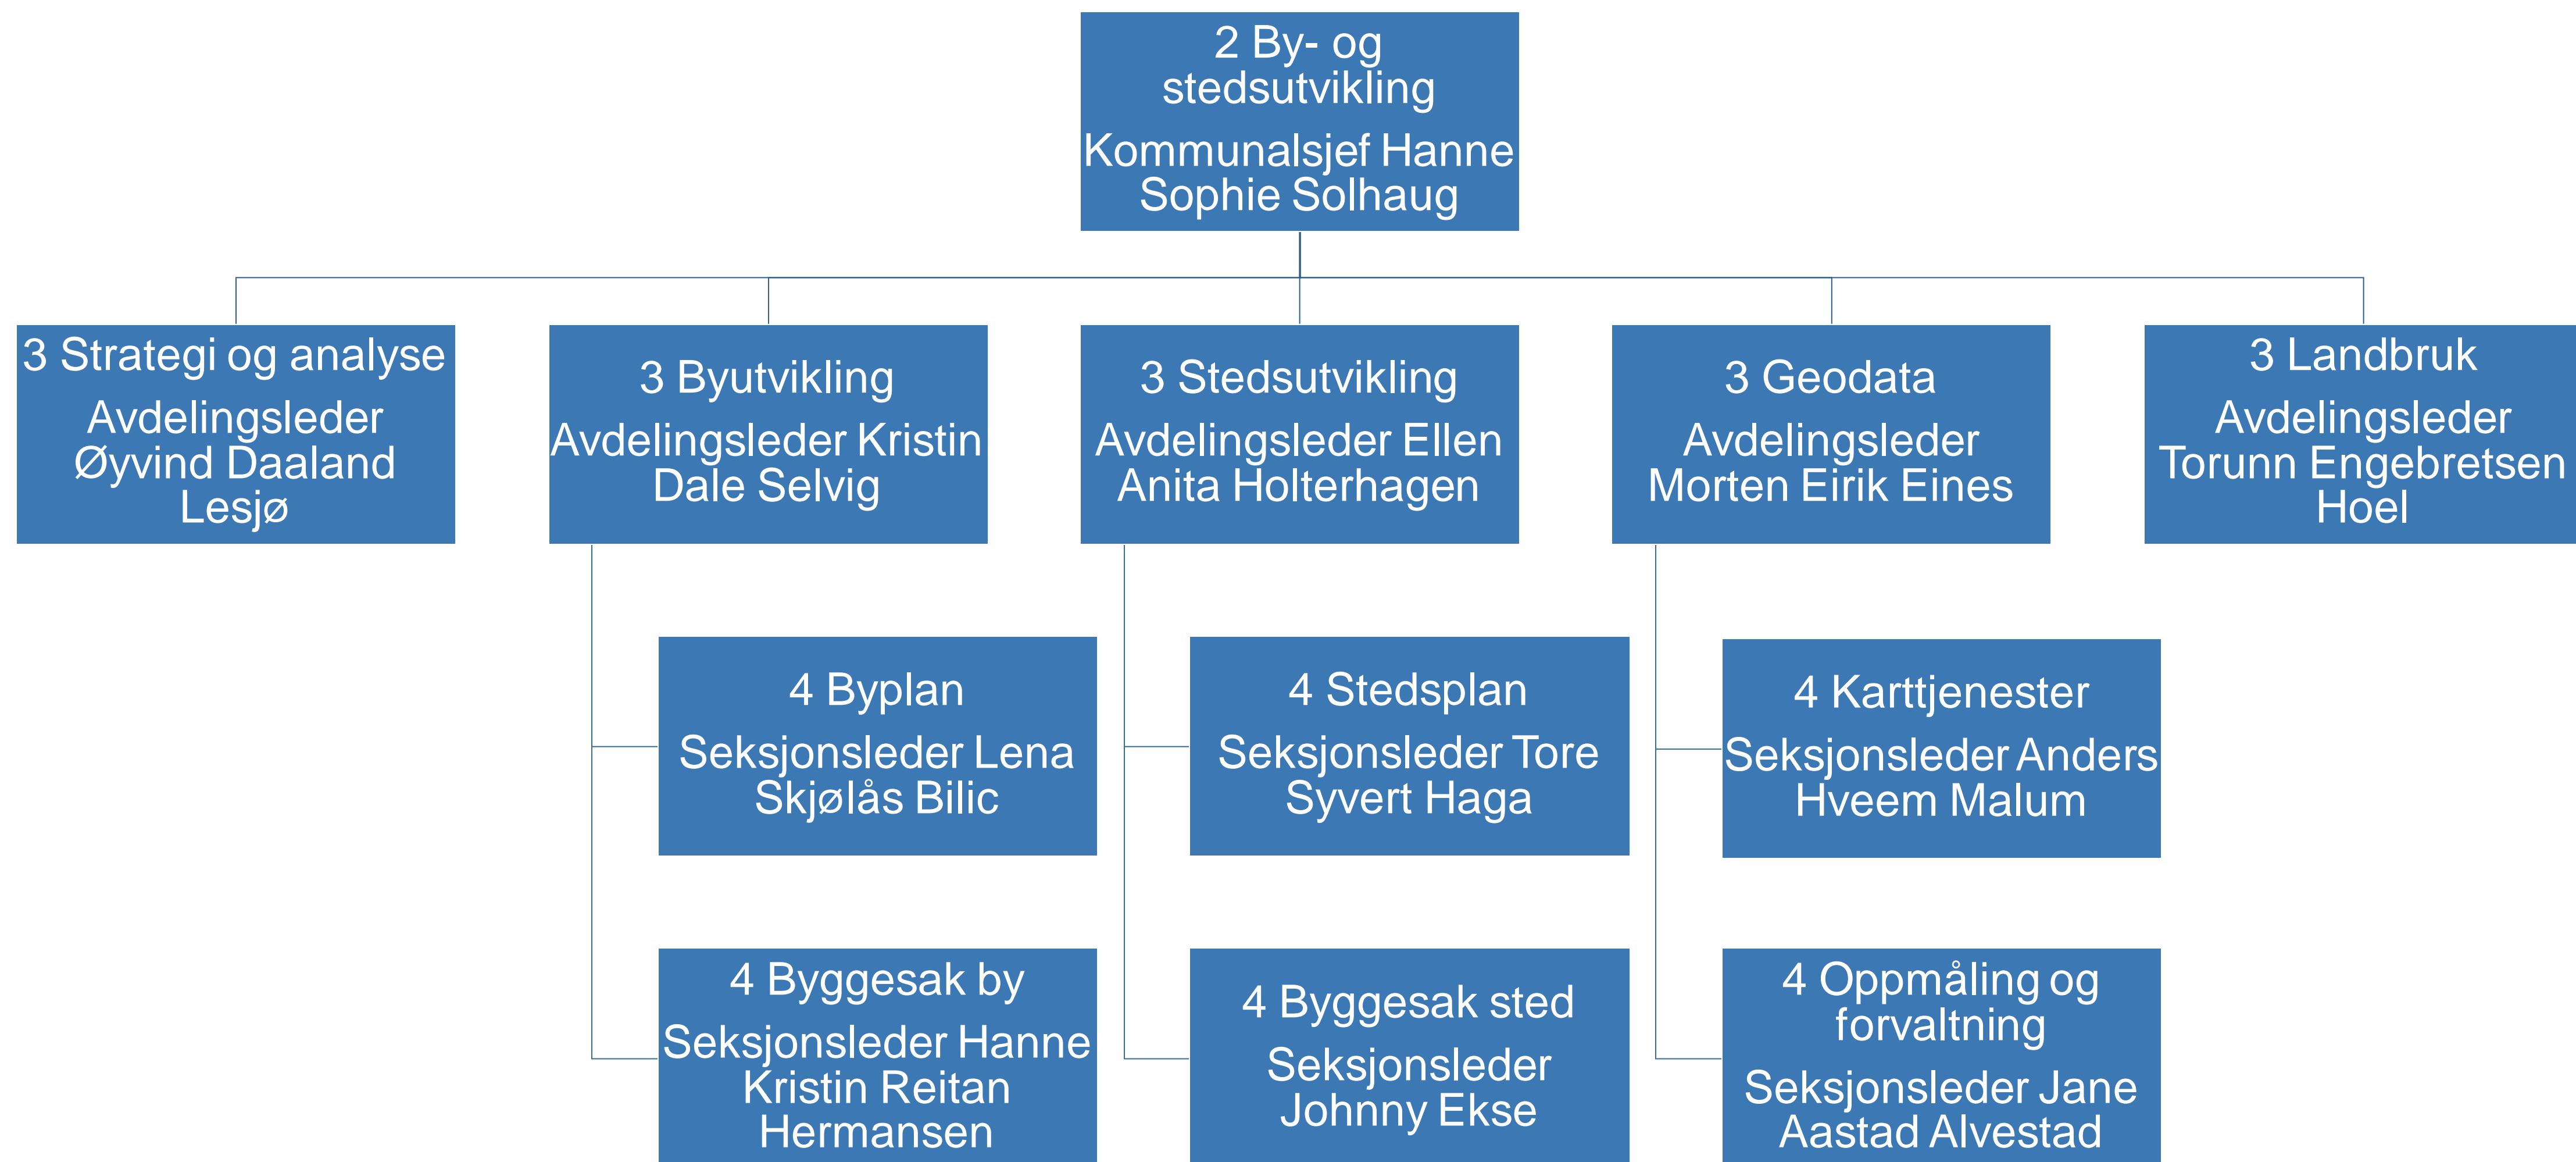 2 By- og
stedsutvikling
Kommunalsjef Hanne
Sophie Solhaug
3 Strategi og analyse
Avdelingsleder
Øyvind Daaland
Lesjø
3 Byutvikling
Avdelingsleder Kristin
Dale Selvig
3 Stedsutvikling
Avdelingsleder Ellen
Anita Holterhagen
3 Geodata
Avdelingsleder
Morten Eirik Eines
3 Landbruk
Avdelingsleder
Torunn Engebretsen
Hoel
4 Byplan
Seksjonsleder Lena
Skjølås Bilic
4 Stedsplan
Seksjonsleder Tore
Syvert Haga
4 Karttjenester
Seksjonsleder Anders
Hveem Malum
4 Byggesak by
Seksjonsleder Hanne
Kristin Reitan
Hermansen
4 Byggesak sted
Seksjonsleder
Johnny Ekse
4 Oppmåling og
forvaltning
Seksjonsleder Jane
Aastad Alvestad